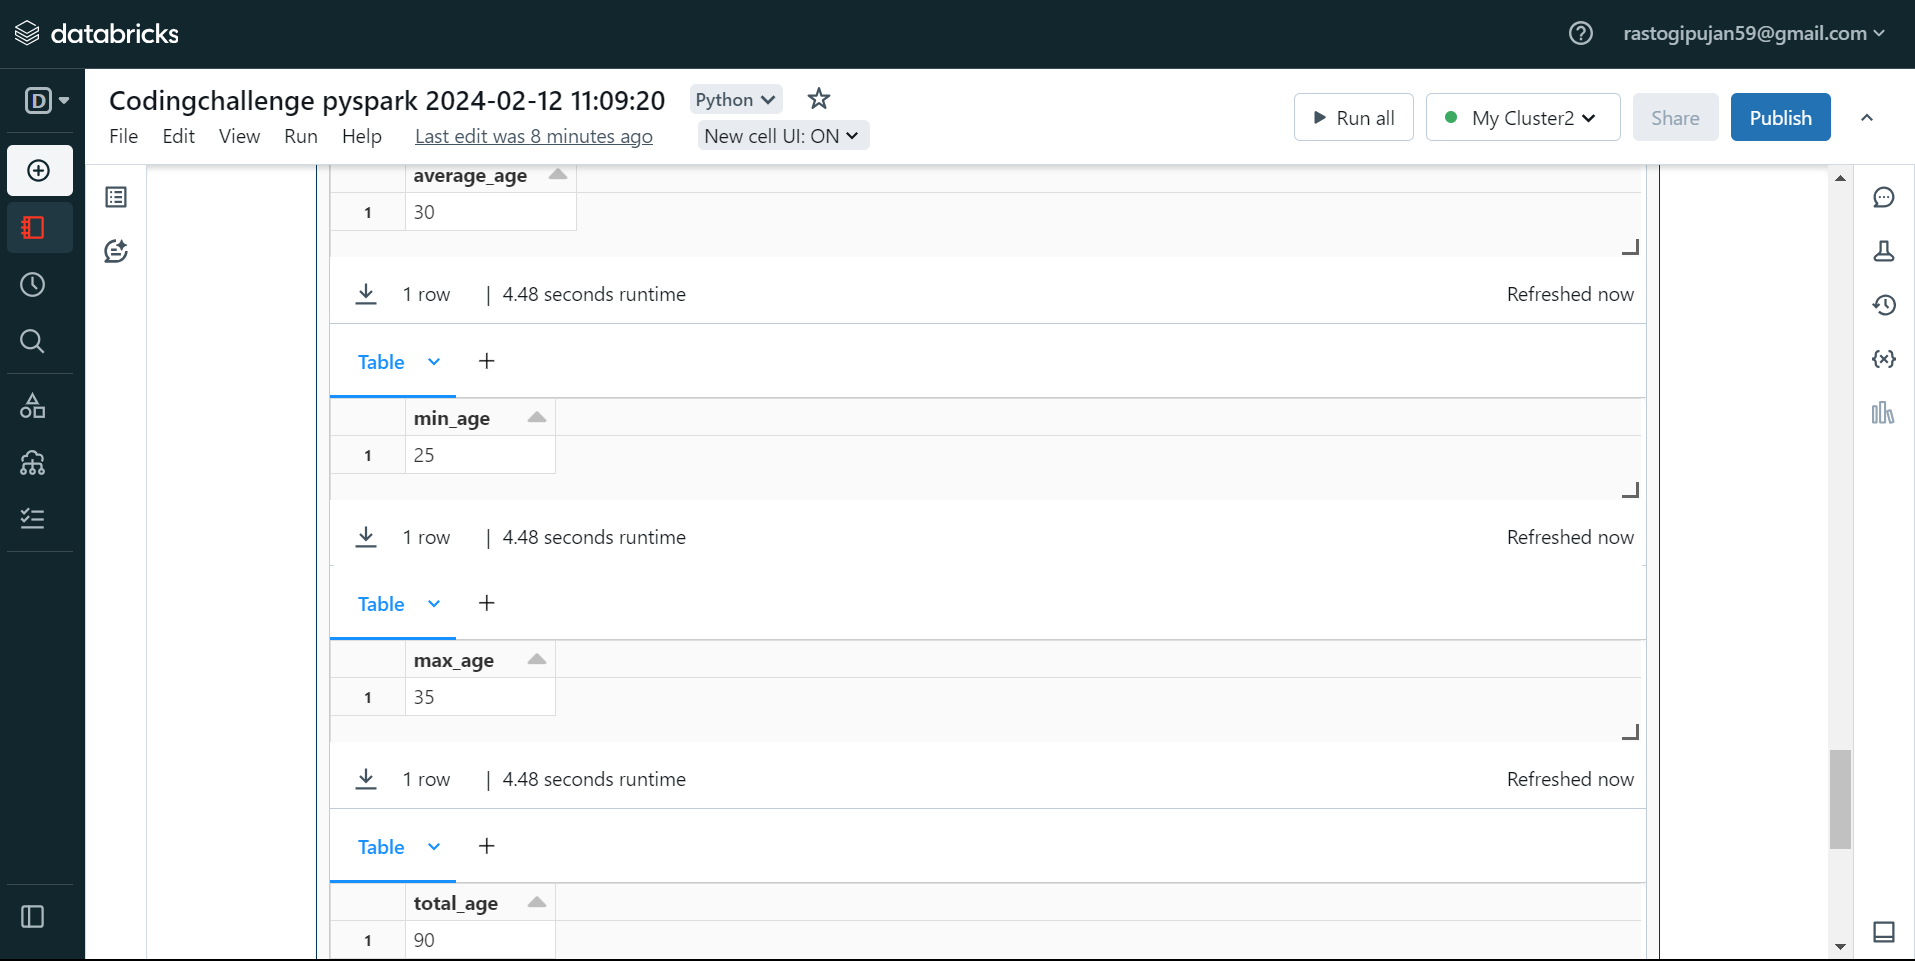 databricks
rastogipujan59@gmail.com
D
Codingchallenge pyspark 2024-02-12 11:09:20
Python
File Edit View Run Help Last edit was 8 minutes ago
New cell UI: ON
Run all
My Cluster2
Share
Publish
average_age
1 30
1 row | 4.48 seconds runtime
Refreshed now
Table +
min_age
1 25
1 row | 4.48 seconds runtime
Refreshed now
Table +
max_age
1 35
1 row | 4.48 seconds runtime
Refreshed now
Table +
total_age
1 90